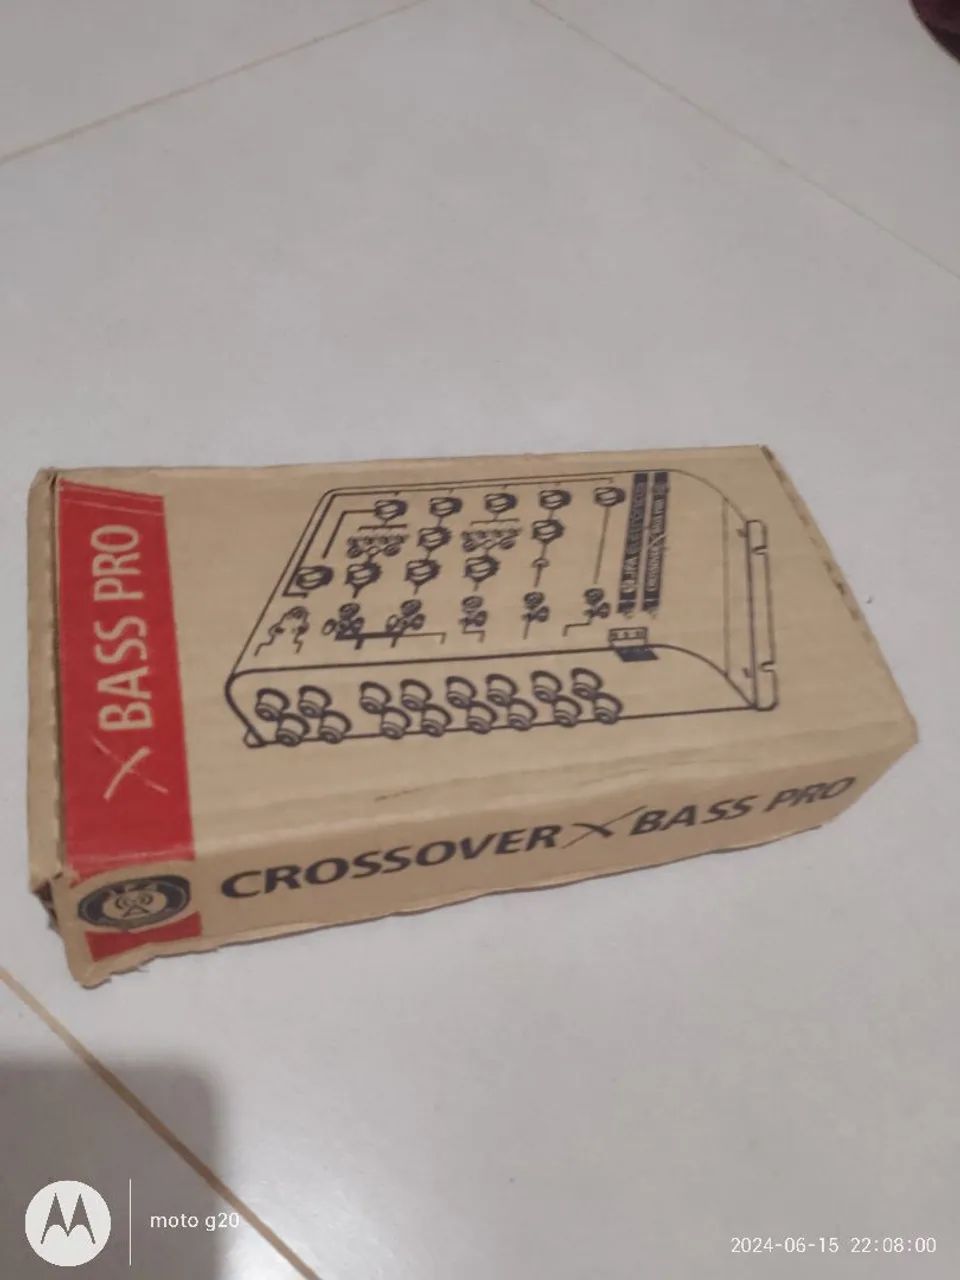 X BASS PRO
CROSSOVER X BASS PRO
moto g20
2024-06-15 22:08:00